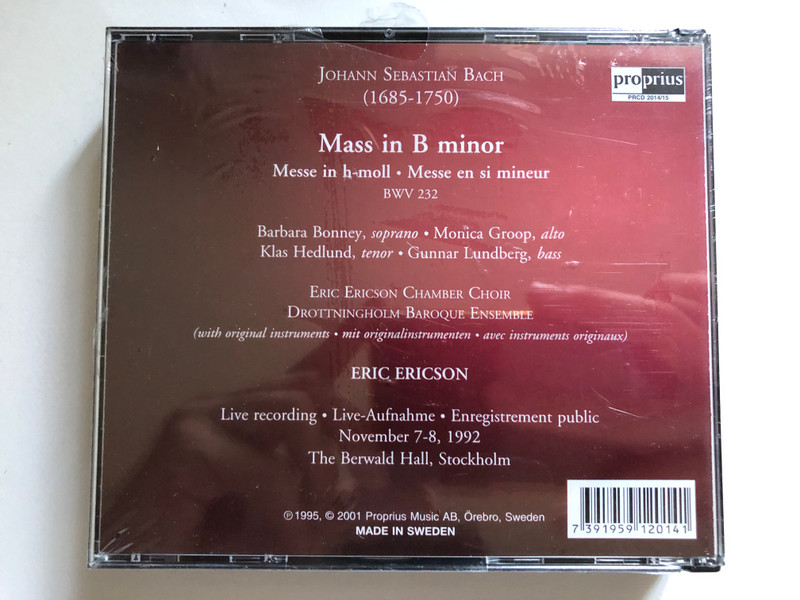 JOHANN SEBASTIAN BACH
(1685-1750)
proprius
PRCD 2014/15
Mass in B minor
Messe in h-moll • Messe en si mineur
BWV 232
Barbara Bonney, soprano • Monica Groop, alto
Klas Hedlund, tenor • Gunnar Lundberg, bass
ERIC ERICSON CHAMBER CHOIR
DROTTNINGHOLM BAROQUE ENSEMBLE
(with original instruments • mit originalinstrumenten • avec instruments originaux)
ERIC ERICSON
Live recording • Live-Aufnahme • Enregistrement public
November 7-8, 1992
The Berwald Hall, Stockholm
℗ 1995, © 2001 Proprius Music AB, Örebro, Sweden
MADE IN SWEDEN
7 391959 120141